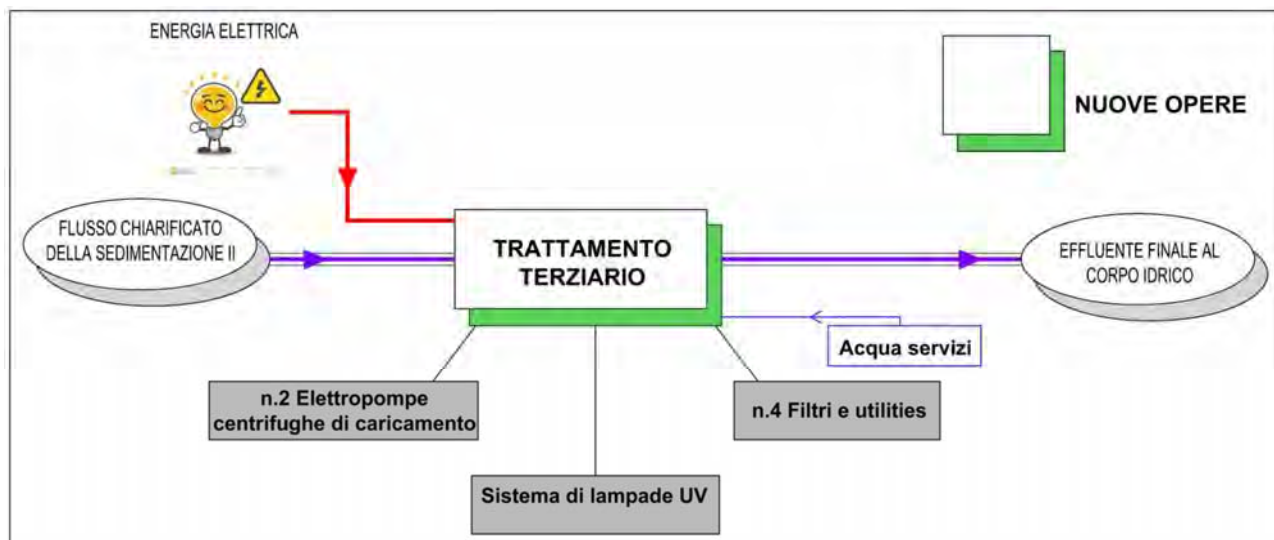 ENERGIA ELETTRICA
NUOVE OPERE
FLUSSO CHIARIFICATO
DELLA SEDIMENTAZIONE II
TRATTAMENTO
TERZIARIO
EFFLUENTE FINALE AL
CORPO IDRICO
Acqua servizi
n.2 Elettropompe
centrifughe di caricamento
n.4 Filtri e utilities
Sistema di lampade UV